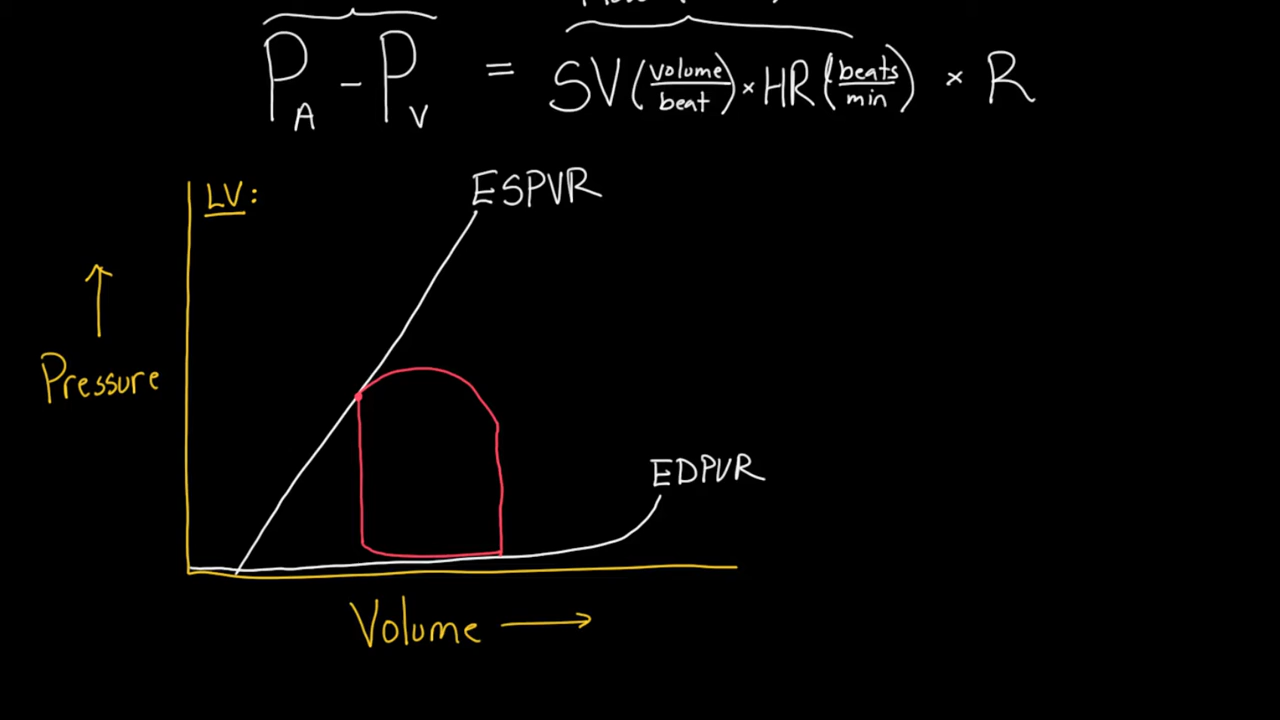 P_A - P_V = SV (volume/beat) × HR (beats/min) × R
LV:
ESPVR
Pressure
EDPVR
Volume →